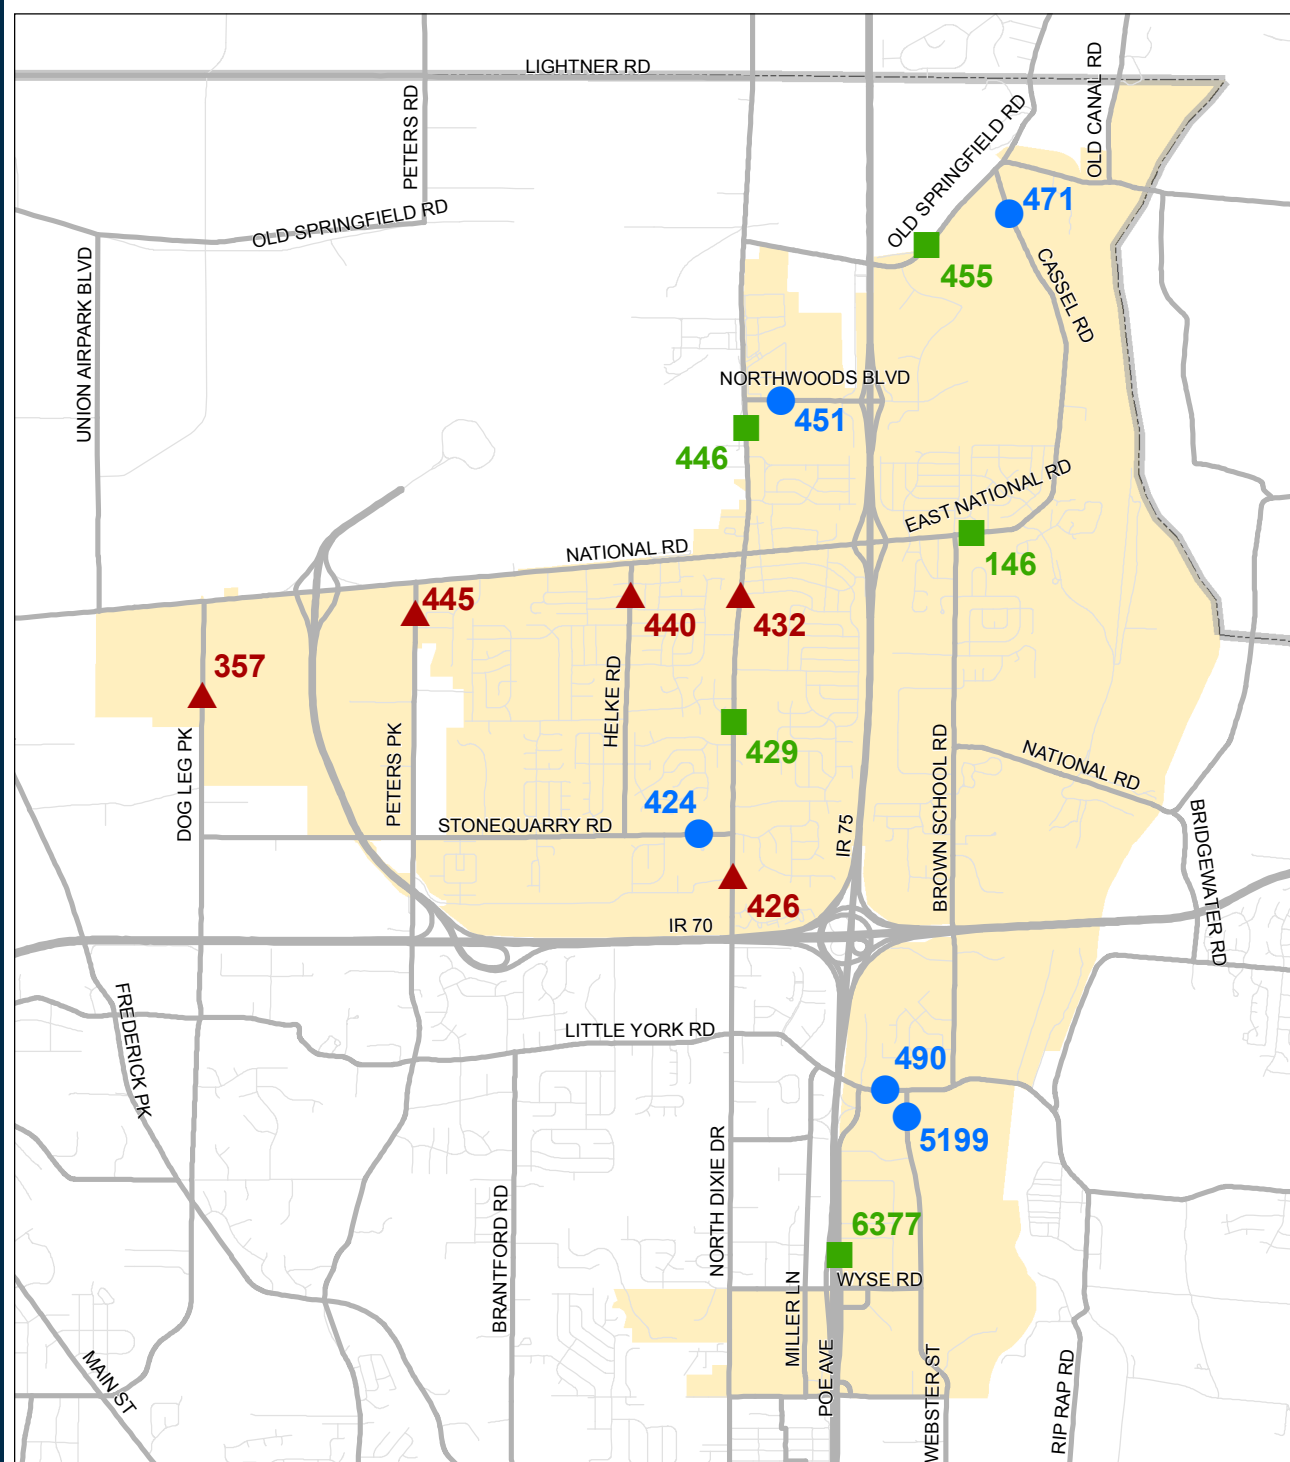 LIGHTNER RD
PETERS RD
OLD CANAL RD
OLD SPRINGFIELD RD
471
OLD SPRINGFIELD RD
455
CASSEL RD
UNION AIRPARK BLVD
NORTHWOODS BLVD
451
446
EAST NATIONAL RD
NATIONAL RD
146
445
440
432
357
HELKE RD
429
DOG LEG PK
PETERS PK
BROWN SCHOOL RD
NATIONAL RD
424
STONEQUARRY RD
IR 75
BRIDGEWATER RD
426
IR 70
FREDERICK PK
LITTLE YORK RD
490
5199
NORTH DIXIE DR
BRANTFORD RD
6377
WYSE RD
MILLER LN
POE AVE
WEBSTER ST
RIP RAP RD
MAIN ST